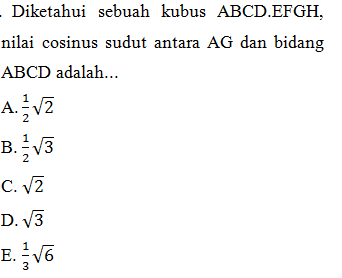 . Diketahui sebuah kubus ABCD.EFGH,
nilai cosinus sudut antara AG dan bidang
ABCD adalah...
A. \frac{1}{2}\sqrt{2}
B. \frac{1}{2}\sqrt{3}
C. \sqrt{2}
D. \sqrt{3}
E. \frac{1}{3}\sqrt{6}